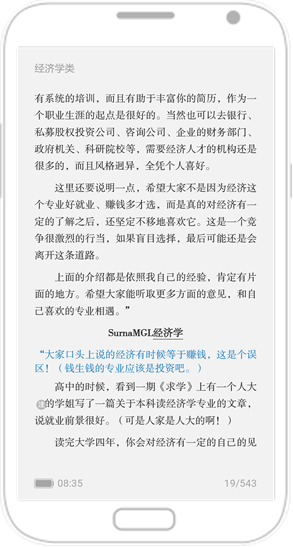 经济学类
有系统的培训，而且有助于丰富你的简历，作为一
个职业生涯的起点是很好的。当然也可以去银行、
私募股权投资公司、咨询公司、企业的财务部门、
政府机关、科研院校等，需要经济人才的机构还是
很多的，而且风格迥异，全凭个人喜好。
这里还要说明一点，希望大家不是因为经济这
个专业好就业、赚钱多才选，而是真的对经济有一
定的了解之后，还坚定不移地喜欢它。这是一个竞
争很激烈的行当，如果盲目选择，最后可能还是会
离开这条道路。
上面的介绍都是依照我自己的经验，肯定有片
面的地方。希望大家能听取更多方面的意见，和自
己喜欢的专业相遇。”
SurnaMGL经济学
“大家口头上说的经济有时候等于赚钱，这是个误
区！（钱生钱的专业应该是投资吧。）
高中的时候，看到一期《求学》上有一个人大
的学姐写了一篇关于本科读经济学专业的文章，
说就业前景很好。（可是人家是人大的啊！）
读完大学四年，你会对经济有一定的自己的见
08:35
19/543